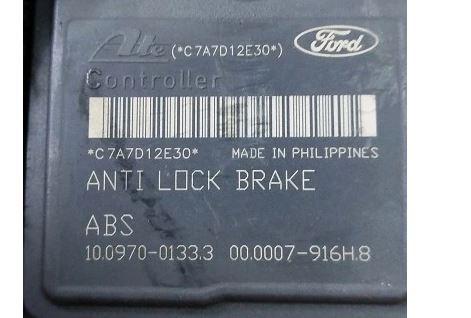 Ate (*C7A7D12E30*) Ford
Controller
*C7A7D12E30* MADE IN PHILIPPINES
ANTI LOCK BRAKE
ABS
10.0970-0133.3 00.0007-916H.8